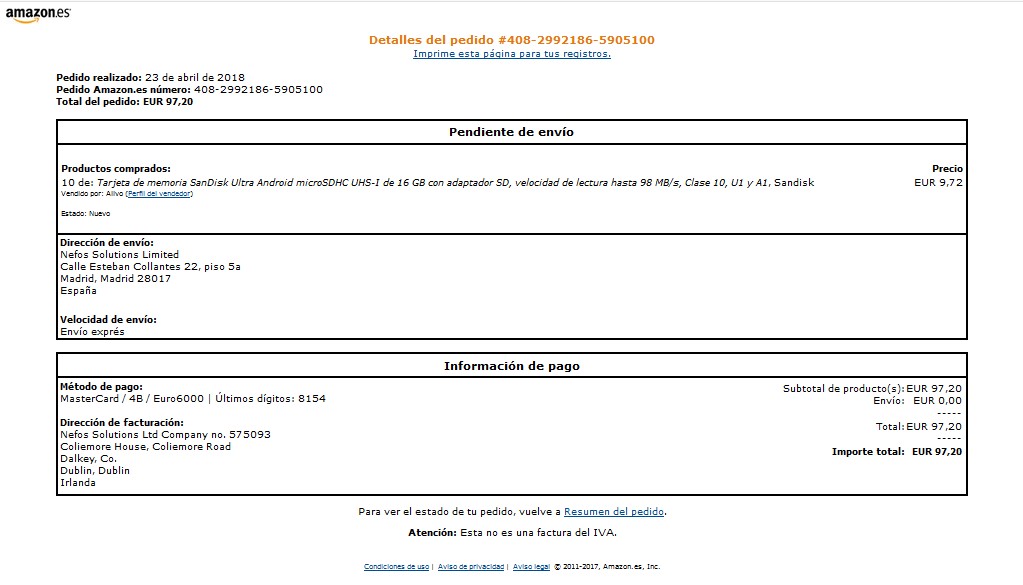 amazon.es
Detalles del pedido #408-2992186-5905100
Imprime esta página para tus registros.
Pedido realizado: 23 de abril de 2018
Pedido Amazon.es número: 408-2992186-5905100
Total del pedido: EUR 97,20
Pendiente de envío
Productos comprados: Precio
10 de: Tarjeta de memoria SanDisk Ultra Android microSDHC UHS-I de 16 GB con adaptador SD, velocidad de lectura hasta 98 MB/s, Clase 10, U1 y A1, Sandisk EUR 9,72
Vendido por: Alivo (Perfil del vendedor)
Estado: Nuevo
Dirección de envío:
Nefos Solutions Limited
Calle Esteban Collantes 22, piso 5a
Madrid, Madrid 28017
España
Velocidad de envío:
Envío exprés
Información de pago
Método de pago:
MasterCard / 4B / Euro6000 | Últimos dígitos: 8154
Dirección de facturación:
Nefos Solutions Ltd Company no. 575093
Coliemore House, Coliemore Road
Dalkey, Co.
Dublin, Dublin
Irlanda
Subtotal de producto(s): EUR 97,20
Envío: EUR 0,00
-----
Total: EUR 97,20
-----
Importe total: EUR 97,20
Para ver el estado de tu pedido, vuelve a Resumen del pedido.
Atención: Esta no es una factura del IVA.
Condiciones de uso | Aviso de privacidad | Aviso legal © 2011-2017, Amazon.es, Inc.